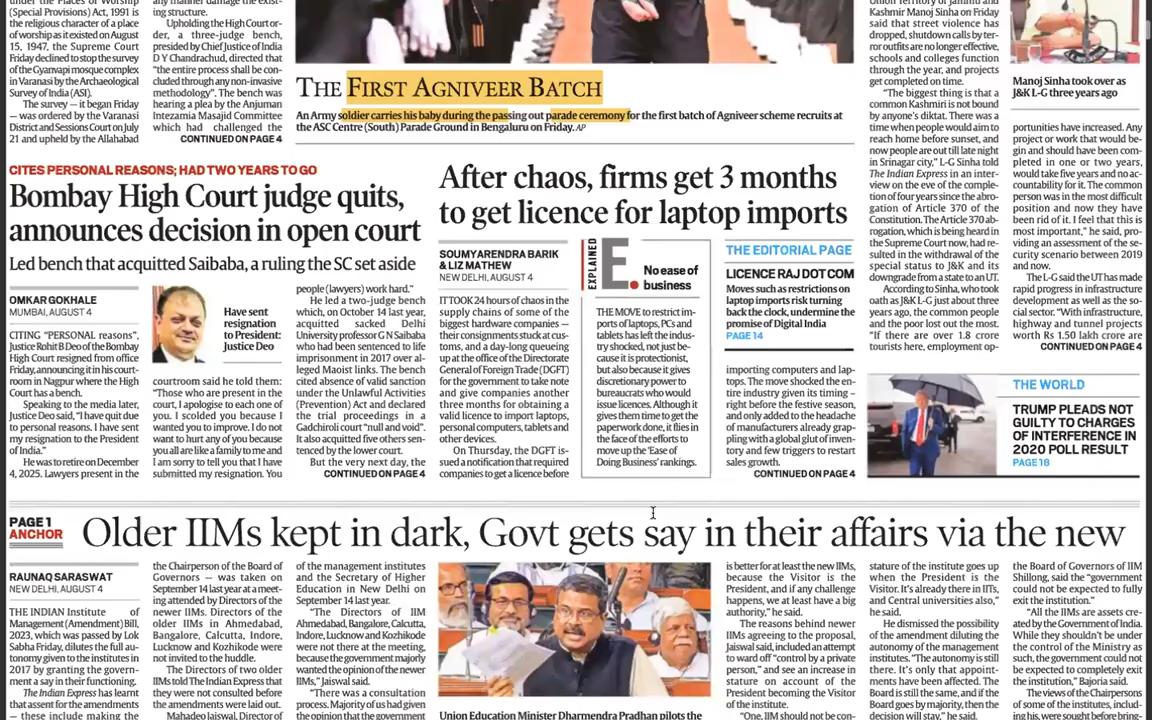 under the Places of Worship
(Special Provisions) Act, 1991 is
the religious character of a place
of worship as it existed on August
15, 1947, the Supreme Court
Friday declined to stop the survey
of the Gyanvapi mosque complex
in Varanasi by the Archaeological
Survey of India (ASI).
The survey — it began Friday
— was ordered by the Varanasi
District and Sessions Court on July
21 and upheld by the Allahabad
any manner the exist-
ing structure.
Upholding the High Court or-
der, a three-judge bench,
presided by Chief Justice of India
D Y Chandrachud, directed that
"the entire process shall be con-
cluded through any non-invasive
methodology". The bench was
hearing a plea by the Anjuman
Intezamia Masajid Committee
which had challenged the
CONTINUED ON PAGE 4
THE FIRST AGNIVEER BATCH
An Army soldier carries his baby during the passing out parade ceremony for the first batch of Agniveer scheme recruits at
the ASC Centre (South) Parade Ground in Bengaluru on Friday. AP
Union Territory of Jammu and
Kashmir Manoj Sinha on Friday
said that street violence has
dropped, shutdown calls by ter-
ror outfits are no longer effective,
schools and colleges function
through the year, and projects
get completed on time.
"The biggest thing is that a
common Kashmiri is not bound
by anyone's diktat. There was a
time when people would aim to
reach home before sunset, and
now people are out till late night
in Srinagar city," L-G Sinha told
The Indian Express in an inter-
view on the eve of the comple-
tion of four years since the abro-
gation of Article 370 of the
Constitution. The Article 370 ab-
rogation, which is being heard in
the Supreme Court now, had re-
sulted in the withdrawal of the
special status to J&K and its
downgrade from a state to an UT.
According to Sinha, who took
oath as J&K L-G just about three
years ago, the common people
and the poor lost out the most.
"If there are over 1.8 crore
tourists here, employment op-
Manoj Sinha took over as
J&K L-G three years ago
portunities have increased. Any
project or work that would be-
gin and should have been com-
pleted in one or two years,
would take five years and no ac-
countability for it. The common
person was in the most difficult
position and now they have
been rid of it. I feel that this is
most important," he said, pro-
viding an assessment of the se-
curity scenario between 2019
and now.
The L-G said the UT has made
rapid progress in infrastructure
development as well as the so-
cial sector. "With infrastructure,
highway and tunnel projects
worth Rs 1.50 lakh crore are
CONTINUED ON PAGE 4
CITES PERSONAL REASONS; HAD TWO YEARS TO GO
Bombay High Court judge quits,
announces decision in open court
Led bench that acquitted Saibaba, a ruling the SC set aside
OMKAR GOKHALE
MUMBAI, AUGUST 4
CITING "PERSONAL reasons",
Justice Rohit B Deo of the Bombay
High Court resigned from office
Friday, announcing it in his court-
room in Nagpur where the High
Court has a bench.
Speaking to the media later,
Justice Deo said, "I have quit due
to personal reasons. I have sent
my resignation to the President
of India."
He was to retire on December
4, 2025. Lawyers present in the
Have sent
resignation
to President:
Justice Deo
courtroom said he told them:
"Those who are present in the
court, I apologise to each one of
you. I scolded you because I
wanted you to improve. I do not
want to hurt any of you because
you all are like a family to me and
I am sorry to tell you that I have
submitted my resignation. You
people (lawyers) work hard."
He led a two-judge bench
which, on October 14 last year,
acquitted sacked Delhi
University professor G N Saibaba
who had been sentenced to life
imprisonment in 2017 over al-
leged Maoist links. The bench
cited absence of valid sanction
under the Unlawful Activities
(Prevention) Act and declared
the trial proceedings in a
Gadchiroli court "null and void".
It also acquitted five others sen-
tenced by the lower court.
But the very next day, the
CONTINUED ON PAGE 4
After chaos, firms get 3 months
to get licence for laptop imports
SOUMYARENDRA BARIK
& LIZ MATHEW
NEW DELHI, AUGUST 4
IT TOOK 24 hours of chaos in the
supply chains of some of the
biggest hardware companies —
their consignments stuck at cus-
toms, and a day-long queueing
up at the office of the Directorate
General of Foreign Trade (DGFT)
for the government to take note
and give companies another
three months for obtaining a
valid licence to import laptops,
personal computers, tablets and
other devices.
On Thursday, the DGFT is-
sued a notification that required
companies to get a licence before
EXPLAINED
E.
No ease of
business
THE MOVE to restrict im-
ports of laptops, PCs and
tablets has left the indus-
try shocked, not just be-
cause it is protectionist,
but also because it gives
discretionary power to
bureaucrats who would
issue licences. Although it
gives them time to get the
paperwork done, it flies in
the face of the efforts to
move up the 'Ease of
Doing Business' rankings.
THE EDITORIAL PAGE
LICENCE RAJ DOT COM
Moves such as restrictions on
laptop imports risk turning
back the clock, undermine the
promise of Digital India
PAGE 14
importing computers and lap-
tops. The move shocked the en-
tire industry given its timing —
right before the festive season,
and only added to the headache
of manufacturers already grap-
pling with a global glut of inven-
tory and few triggers to restart
sales growth.
CONTINUED ON PAGE 4
THE WORLD
TRUMP PLEADS NOT
GUILTY TO CHARGES
OF INTERFERENCE IN
2020 POLL RESULT
PAGE 18
PAGE 1
ANCHOR
Older IIMs kept in dark, Govt gets say in their affairs via the new
RAUNAQ SARASWAT
NEW DELHI, AUGUST 4
THE INDIAN Institute of
Management (Amendment) Bill,
2023, which was passed by Lok
Sabha Friday, dilutes the full au-
tonomy given to the institutes in
2017 by granting the govern-
ment a say in their functioning.
The Indian Express has learnt
that assent for the amendments
— these include making the
the Chairperson of the Board of
Governors — was taken on
September 14 last year at a meet-
ing attended by Directors of the
newer IIMs. Directors of the
older IIMs in Ahmedabad,
Bangalore, Calcutta, Indore,
Lucknow and Kozhikode were
not invited to the huddle.
The Directors of two older
IIMs told The Indian Express that
they were not consulted before
the amendments were laid out.
Mahadeo Jaiswal, Director of
of the management institutes
and the Secretary of Higher
Education in New Delhi on
September 14 last year.
"The Directors of IIM
Ahmedabad, Bangalore, Calcutta,
Indore, Lucknow and Kozhikode
were not there at the meeting,
because the government majorly
wanted the opinion of the newer
IIMs," Jaiswal said.
"There was a consultation
process. Majority of us had given
the opinion that the government
Union Education Minister Dharmendra Pradhan pilots the
is better for at least the new IIMs,
because the Visitor is the
President, and if any challenge
happens, we at least have a big
authority," he said.
The reasons behind newer
IIMs agreeing to the proposal,
Jaiswal said, included an attempt
to ward off "control by a private
person," and see an increase in
stature on account of the
President becoming the Visitor
of the institute.
"One, IIM should not be con-
stature of the institute goes up
when the President is the
Visitor. It's already there in IITs,
and Central universities also,"
he said.
He dismissed the possibility
of the amendment diluting the
autonomy of the management
institutes. "The autonomy is still
there. It's only that appoint-
ments have been affected. The
Board is still the same, and if the
Board goes by majority, then the
decision will stay," he said.
the Board of Governors of IIM
Shillong, said the "government
could not be expected to fully
exit the institution."
"All the IIMs are assets cre-
ated by the Government of India.
While they shouldn't be under
the control of the Ministry as
such, the government could not
be expected to completely exit
the institution," Bajoria said.
The views of the Chairpersons
of some of the institutes, includ-
ing his, were sought before bring-